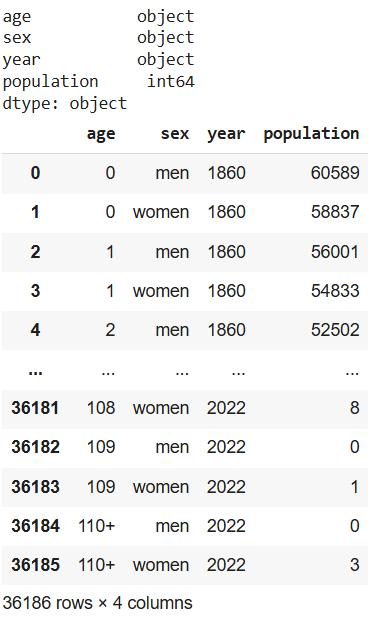 age object
sex object
year object
population int64
dtype: object
age sex year population
0 0 men 1860 60589
1 0 women 1860 58837
2 1 men 1860 56001
3 1 women 1860 54833
4 2 men 1860 52502
... ... ... ... ...
36181 108 women 2022 8
36182 109 men 2022 0
36183 109 women 2022 1
36184 110+ men 2022 0
36185 110+ women 2022 3
36186 rows × 4 columns